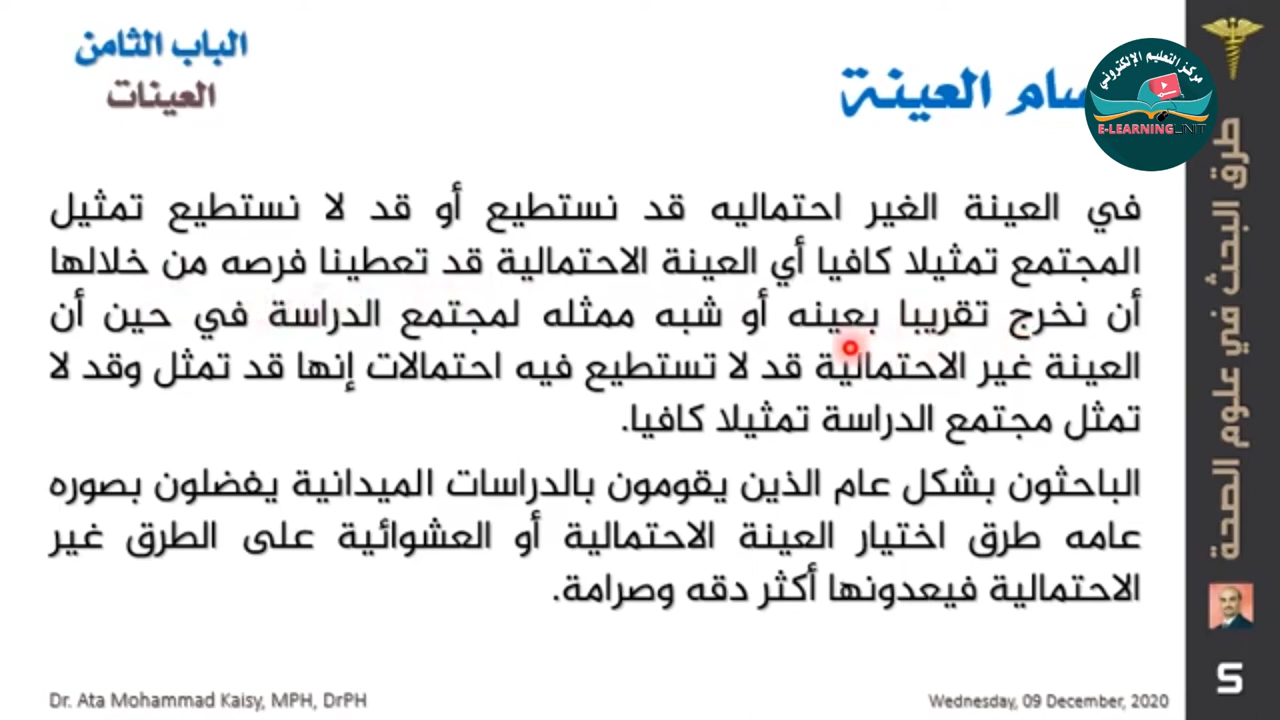 الباب الثامن
العينات
سام العينة
مركز التعليم الإلكتروني
E-LEARNING UNIT
في العينة الغير احتماليه قد نستطيع أو قد لا نستطيع تمثيل
المجتمع تمثيلا كافيا أي العينة الاحتمالية قد تعطينا فرصه من خلالها
أن نخرج تقريبا بعينه أو شبه ممثله لمجتمع الدراسة في حين أن
العينة غير الاحتمالية قد لا تستطيع فيه احتمالات إنها قد تمثل وقد لا
تمثل مجتمع الدراسة تمثيلا كافيا.
الباحثون بشكل عام الذين يقومون بالدراسات الميدانية يفضلون بصوره
عامه طرق اختيار العينة الاحتمالية أو العشوائية على الطرق غير
الاحتمالية فيعدونها أكثر دقه وصرامة.
طرق البحث في علوم الصحة
5
Dr. Ata Mohammad Kaisy, MPH, DrPH
Wednesday, 09 December, 2020